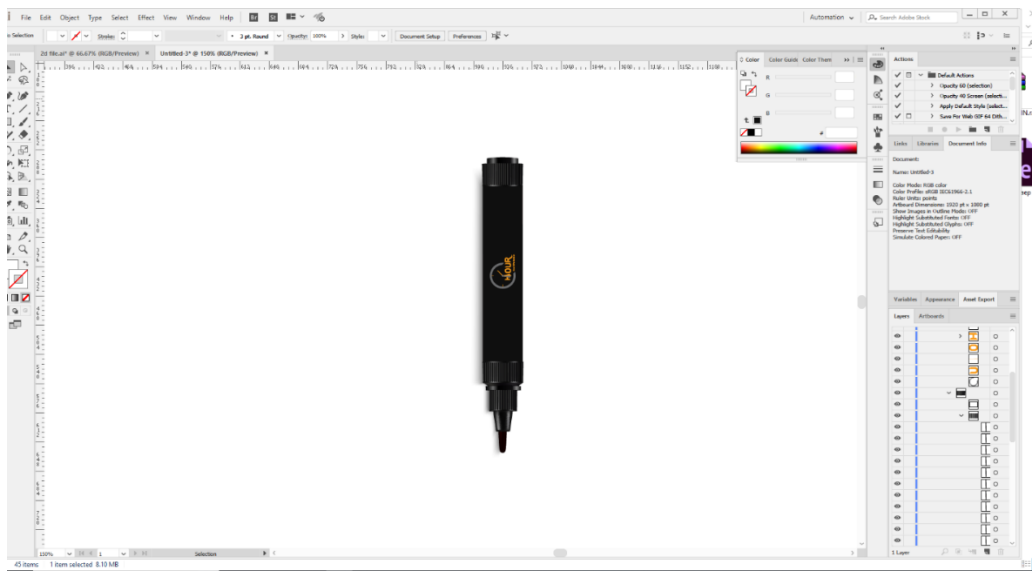 File Edit Object Type Select Effect View Window Help Br St
Automation
Search Adobe Stock
Selection Stroke: 3 pt. Round Opacity: 100% Style: Document Setup Preferences
2d file.ai* @ 66.67% (RGB/Preview) × Untitled-3* @ 150% (RGB/Preview) ×
Color Color Guide Color Them
R
G
B
#
Actions
Default Actions
Opacity 60 (selection)
Opacity 40 Screen (selecti...
Apply Default Style (select...
Save For Web GIF 64 Dith...
Links Libraries Document Info
Document:
Name: Untitled-3
Color Mode: RGB color
Color Profile: sRGB IEC61966-2.1
Ruler Units: points
Show Images in Outline Mode: OFF
Highlight Substituted Fonts: OFF
Highlight Substituted Glyphs: OFF
Preserve Text Editability
Simulate Colored Paper: OFF
HOUR
Variables Appearance Asset Export
Layers Artboards
1 Layer
150% 1 Selection
45 items 1 item selected 8.10 MB